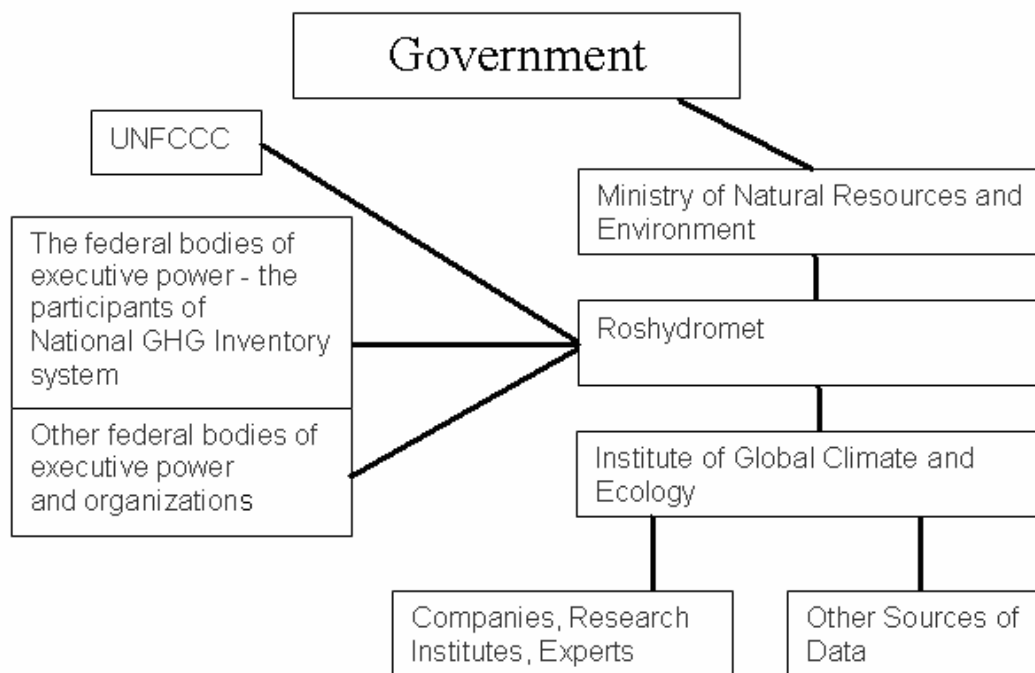 Government
UNFCCC
Ministry of Natural Resources and
Environment
The federal bodies of
executive power - the
participants of
National GHG Inventory
system
Roshydromet
Other federal bodies of
executive power
and organizations
Institute of Global Climate and
Ecology
Companies, Research
Institutes, Experts
Other Sources of
Data